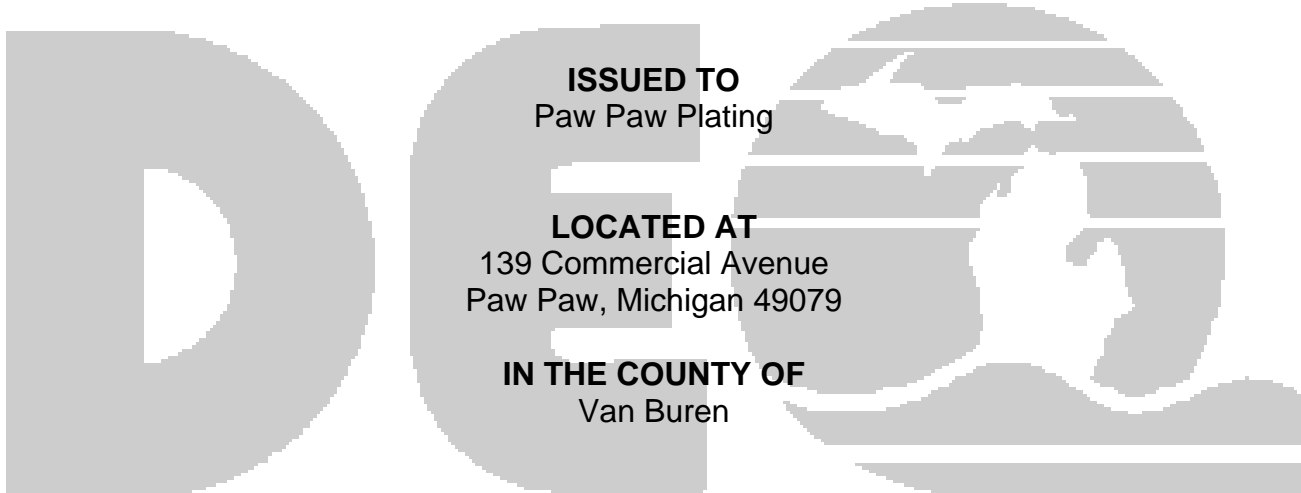 DEQ
ISSUED TO
Paw Paw Plating
LOCATED AT
139 Commercial Avenue
Paw Paw, Michigan 49079
IN THE COUNTY OF
Van Buren